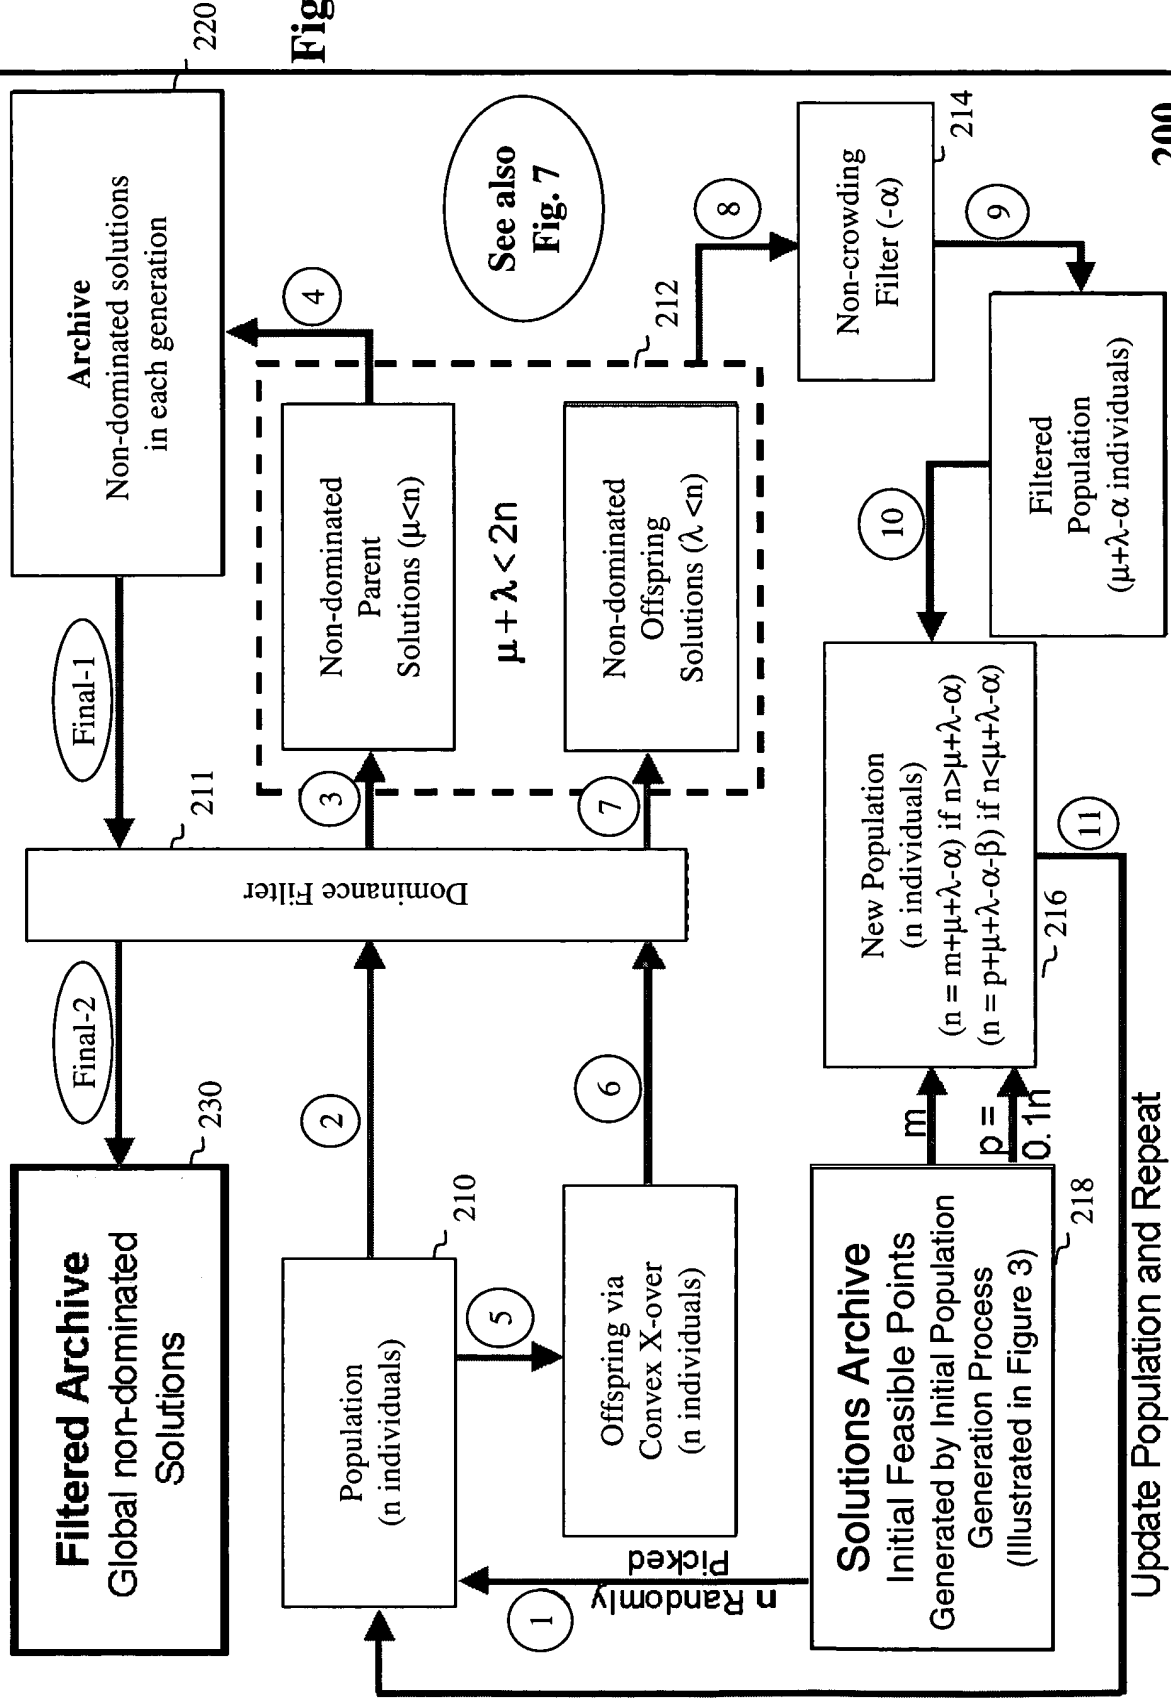 Filtered Archive
Global non-dominated
Solutions
230
Final-2
211
Final-1
Archive
Non-dominated solutions
in each generation
220
Fig
Population
(n individuals)
210
2
Dominance Filter
3
Non-dominated
Parent
Solutions (μ<n)
4
μ + λ < 2n
See also
Fig. 7
5
Offspring via
Convex X-over
(n individuals)
6
7
Non-dominated
Offspring
Solutions (λ <n)
212
8
1
n Randomly
Picked
Solutions Archive
Initial Feasible Points
Generated by Initial Population
Generation Process
(Illustrated in Figure 3)
218
m
p =
0.1n
New Population
(n individuals)
(n = m+μ+λ-α) if n>μ+λ-α)
(n = p+μ+λ-α-β) if n<μ+λ-α)
216
10
11
Non-crowding
Filter (-α)
214
9
Filtered
Population
(μ+λ-α individuals)
Update Population and Repeat
200